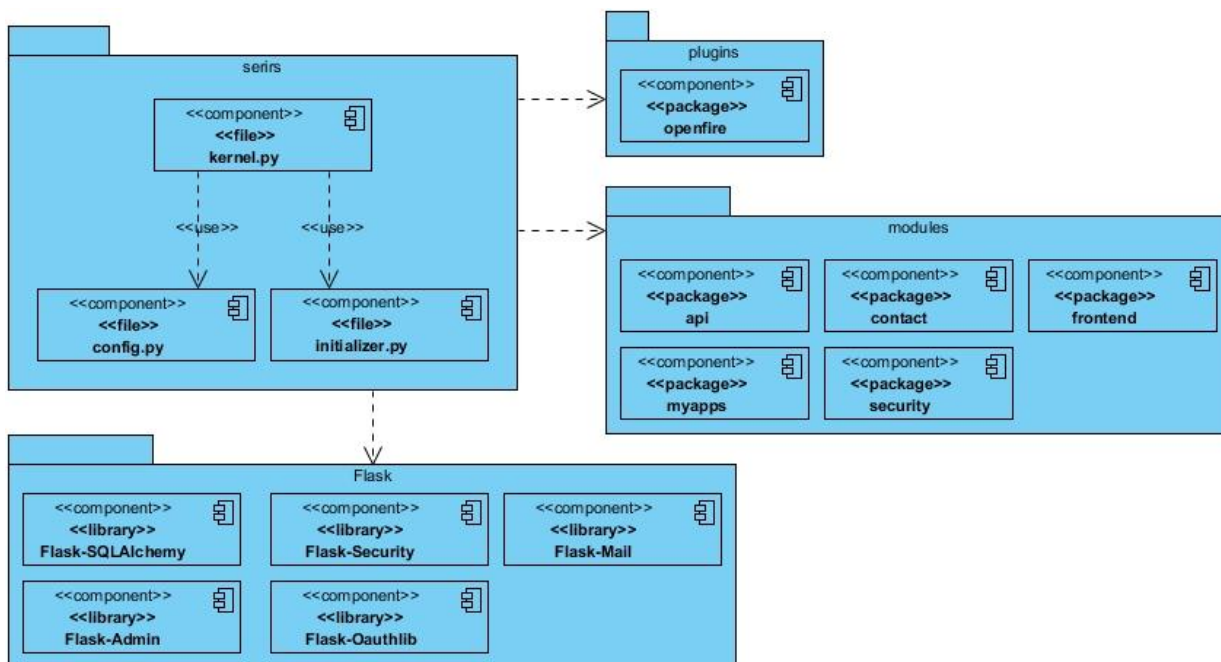 serirs
<<component>>
<<file>>
kernel.py
<<use>>
<<use>>
<<component>>
<<file>>
config.py
<<component>>
<<file>>
initializer.py
plugins
<<component>>
<<package>>
openfire
modules
<<component>>
<<package>>
api
<<component>>
<<package>>
contact
<<component>>
<<package>>
frontend
<<component>>
<<package>>
myapps
<<component>>
<<package>>
security
Flask
<<component>>
<<library>>
Flask-SQLAlchemy
<<component>>
<<library>>
Flask-Security
<<component>>
<<library>>
Flask-Mail
<<component>>
<<library>>
Flask-Admin
<<component>>
<<library>>
Flask-Oauthlib